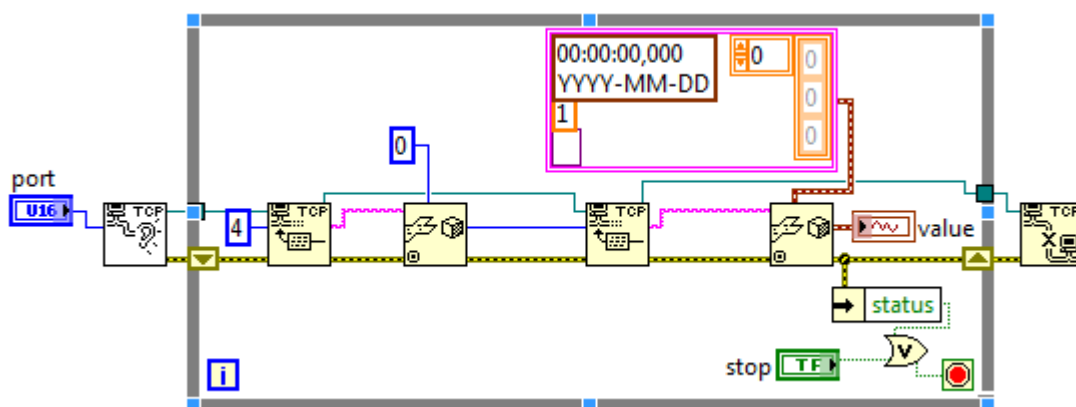 00:00:00,000
YYYY-MM-DD
1
0
0
0
0
0
port
U16
TCP
4
TCP
TCP
TCP
value
status
stop
TF
V
i